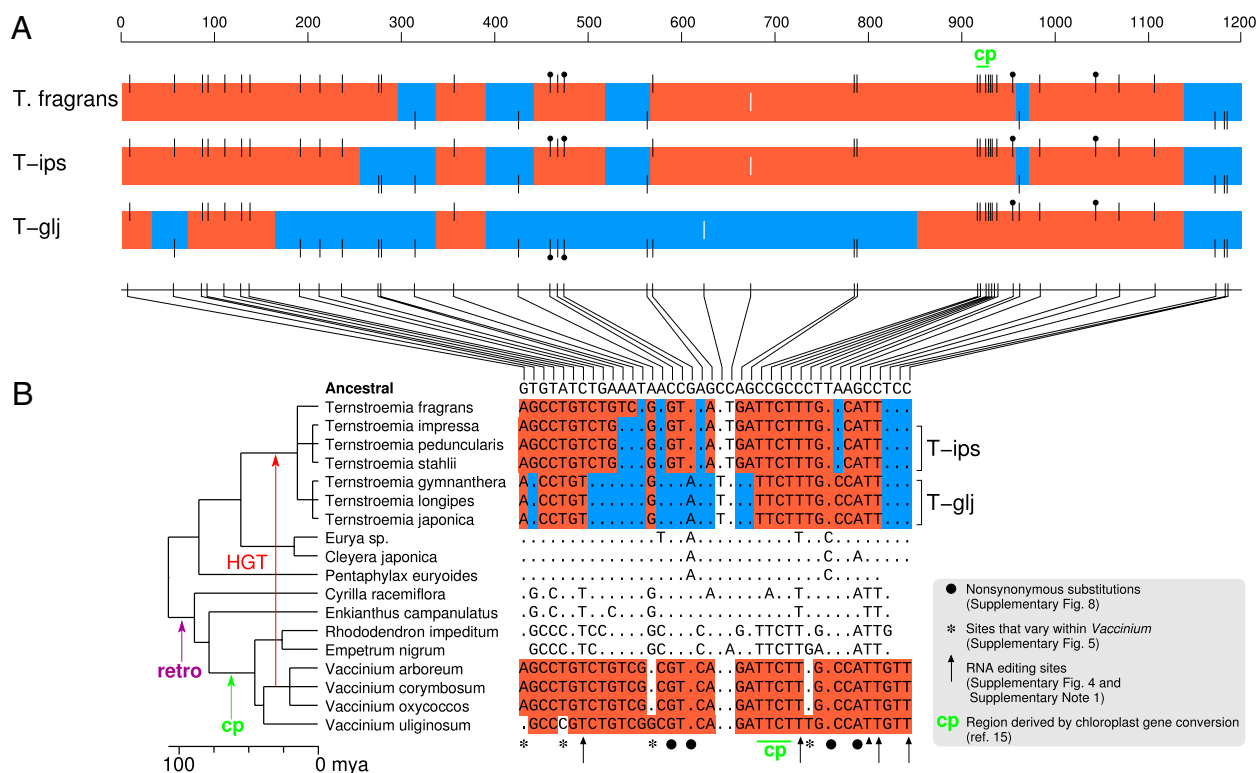 A
0 100 200 300 400 500 600 700 800 900 1000 1100 1200
cp
T. fragrans
T−ips
T−glj
B
Ancestral GTGTATCTGAAATAACCGAGCCAGCCGCCCTTAAGCCTCC
Ternstroemia fragrans AGCCTGTCTGTC.G.GT..A.TGATTCTTTG..CATT...
Ternstroemia impressa AGCCTGTCTG...G.GT..A.TGATTCTTTG..CATT...
Ternstroemia peduncularis AGCCTGTCTG...G.GT..A.TGATTCTTTG..CATT...
T−ips
Ternstroemia stahlii AGCCTGTCTG...G.GT..A.TGATTCTTTG..CATT...
Ternstroemia gymnanthera A.CCTGT......G...A..T...TTCTTTG.CCATT...
Ternstroemia longipes A.CCTGT......G...A..T...TTCTTTG.CCATT...
T−glj
Ternstroemia japonica A.CCTGT......G...A..T...TTCTTTG.CCATT...
Eurya sp. ..............T..A..........T..C........
Cleyera japonica .................A.............C..A.....
Pentaphylax euryoides .................A.............C......
Cyrilla racemiflora .G.C..T......G.....A.....A..T.....ATT.
Enkianthus campanulatus .G.C..T..C...G..............T......TT.
Rhododendron impeditum .GCCC.TCC....GC...C...G.TTCTT.G...ATTG
Empetrum nigrum GCCC.TC.....GC...C..A..TTCTTGA...ATT.
Vaccinium arboreum AGCCTGTCTGTCG.CGT.CA..GATTCTT.G.CCATTGTT
Vaccinium corymbosum AGCCTGTCTGTCG.CGT.CA..GATTCTT.G.CCATTGTT
Vaccinium oxycoccos AGCCTGTCTGTCG.CGT.CA..GATTCTT.G.CCATTGTT
Vaccinium uliginosum .GCCCGTCTGTCGGCGT.CA..GATTCTTTG.CCATTGTT
HGT
retro
cp
* * * cp *
100 0 mya
Nonsynonymous substitutions
(Supplementary Fig. 8)
* Sites that vary within Vaccinium
(Supplementary Fig. 5)
RNA editing sites
(Supplementary Fig. 4 and
Supplementary Note 1)
cp Region derived by chloroplast gene conversion
(ref. 15)